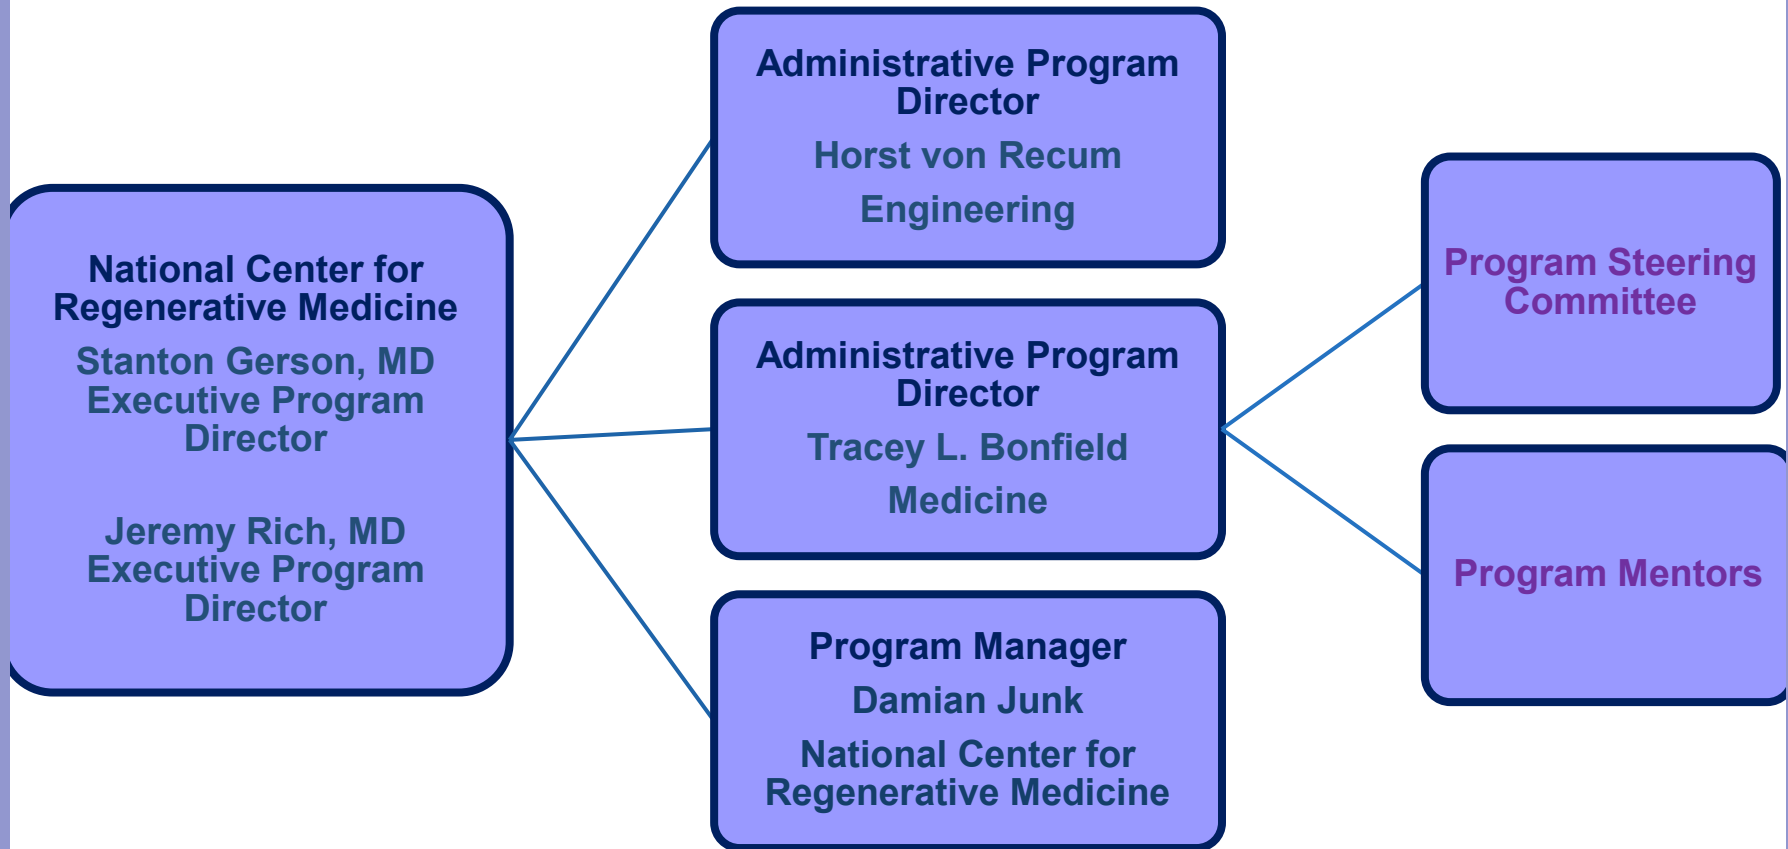 National Center for
Regenerative Medicine
Stanton Gerson, MD
Executive Program
Director
Jeremy Rich, MD
Executive Program
Director
Administrative Program
Director
Horst von Recum
Engineering
Administrative Program
Director
Tracey L. Bonfield
Medicine
Program Manager
Damian Junk
National Center for
Regenerative Medicine
Program Steering
Committee
Program Mentors